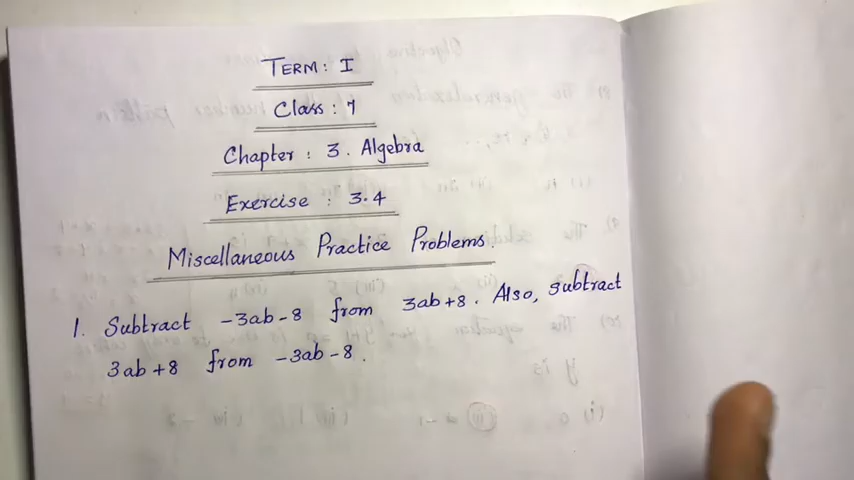 TERM: I
Class: 7
Chapter: 3. Algebra
Exercise: 3.4
Miscellaneous Practice Problems.
1. Subtract -3ab-8 from 3ab+8. Also, subtract
3ab+8 from -3ab-8.